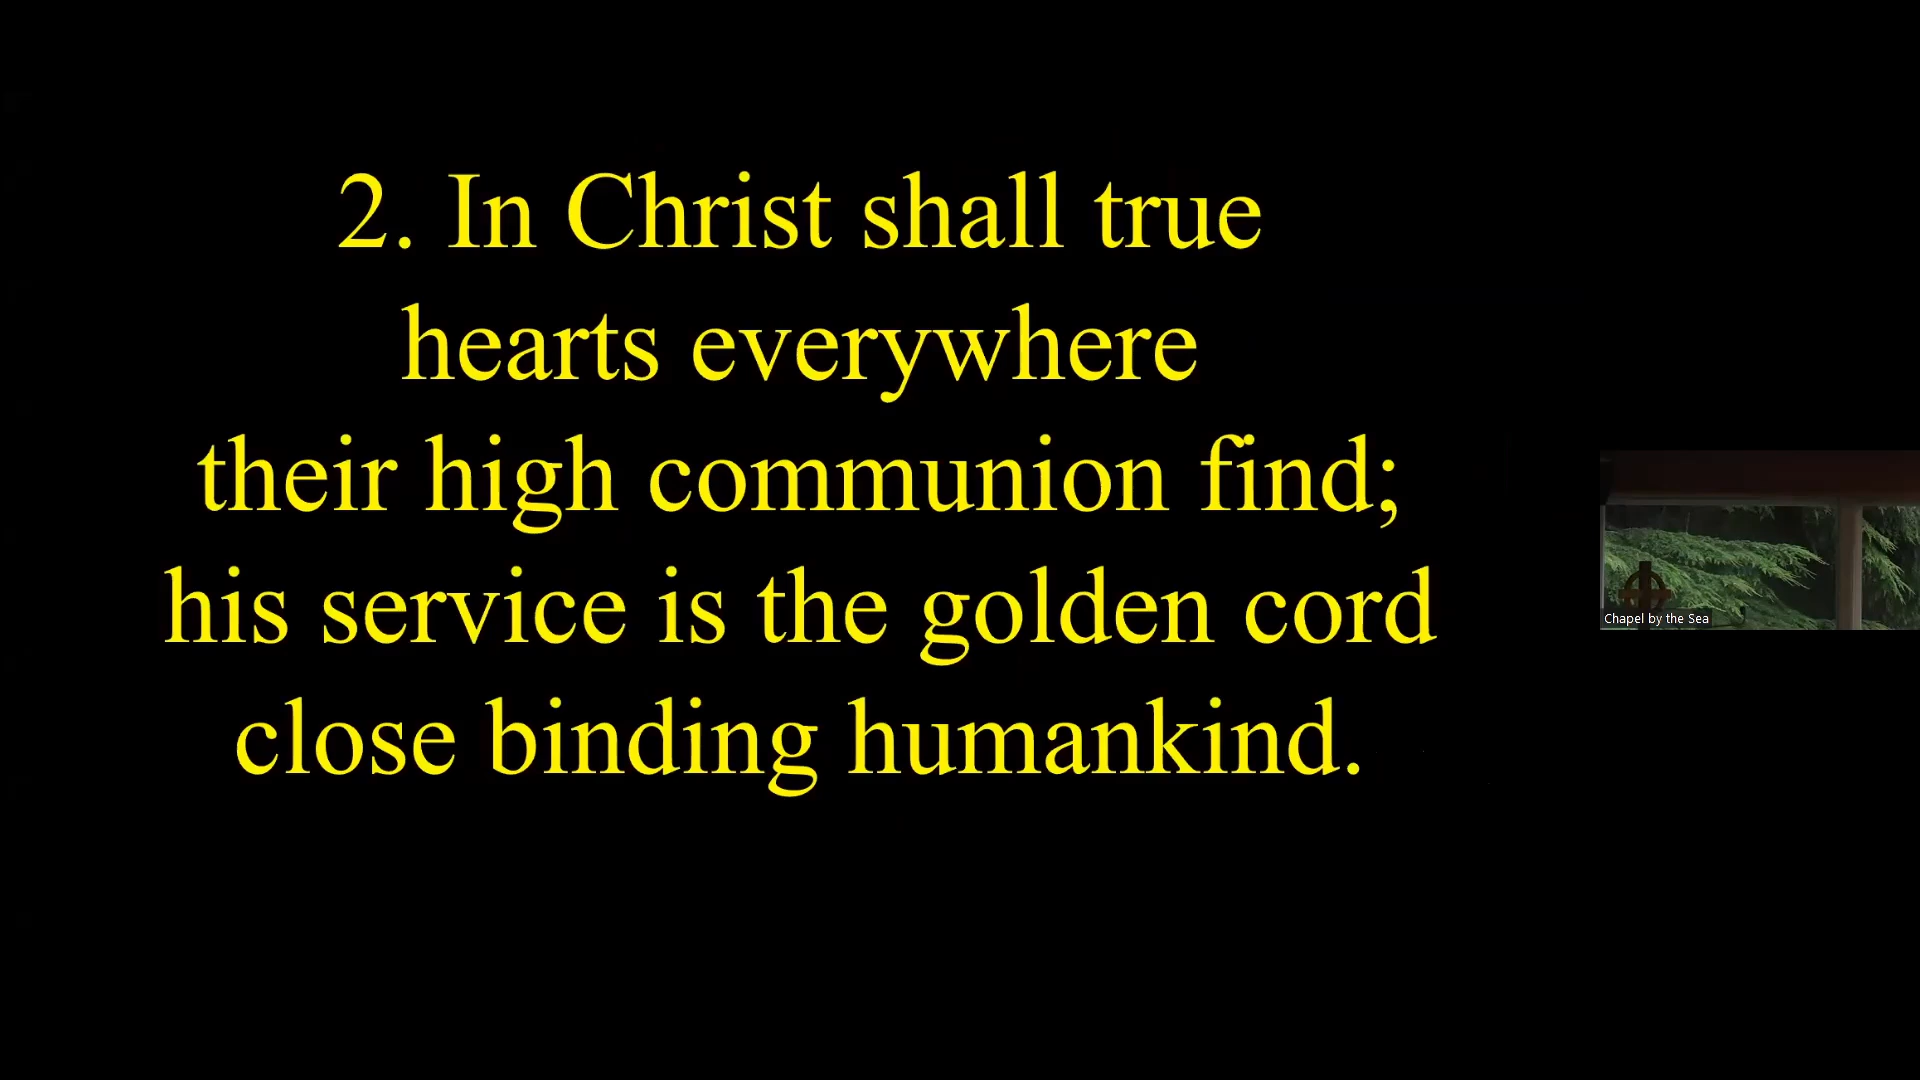 2. In Christ shall true
hearts everywhere
their high communion find;
his service is the golden cord
close binding humankind.
Chapel by the Sea